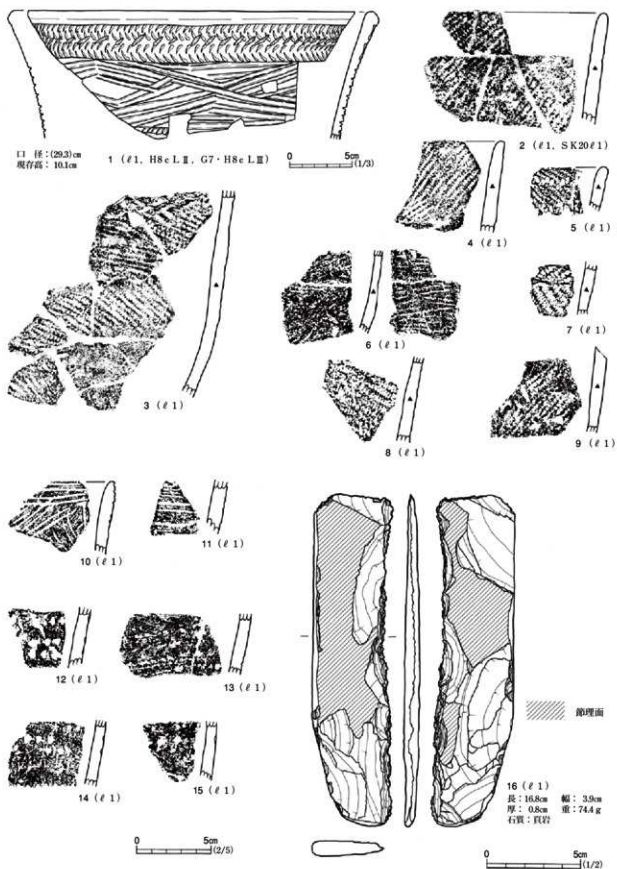 口 径:(29.3)cm
現存高: 10.1cm
1 (ℓ1, H8eLⅡ, G7・H8eLⅢ)
0 5cm
(1/3)
2 (ℓ1, SK20ℓ1)
3 (ℓ1)
4 (ℓ1)
5 (ℓ1)
6 (ℓ1)
7 (ℓ1)
8 (ℓ1)
9 (ℓ1)
10 (ℓ1)
11 (ℓ1)
12 (ℓ1)
13 (ℓ1)
14 (ℓ1)
15 (ℓ1)
0 5cm
(2/5)
節理面
16 (ℓ1)
長:16.8cm 幅: 3.9cm
厚: 0.8cm 重:74.4g
石質:頁岩
0 5cm
(1/2)